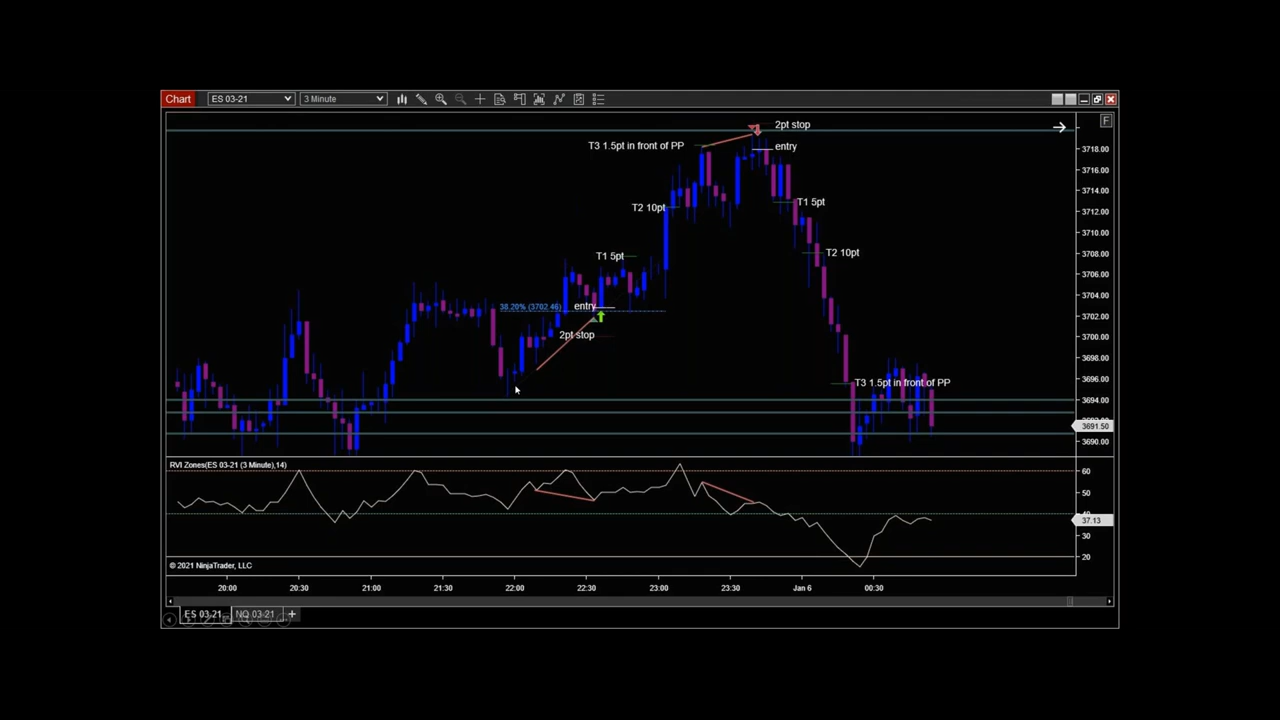 Chart ES 03-21 3 Minute
F
2pt stop
entry
T3 1.5pt in front of PP
T2 10pt
T1 5pt
T1 5pt
T2 10pt
38.20% (3702.46)
entry
2pt stop
T3 1.5pt in front of PP
3718.00
3716.00
3714.00
3712.00
3710.00
3708.00
3706.00
3704.00
3702.00
3700.00
3698.00
3696.00
3694.00
3691.50
3690.00
RVI Zones(ES 03-21 (3 Minute),14)
60
50
37.13
30
20
© 2021 NinjaTrader, LLC
20:00 20:30 21:00 21:30 22:00 22:30 23:00 23:30 Jan 6 00:30
ES 03-21 NQ 03-21 +